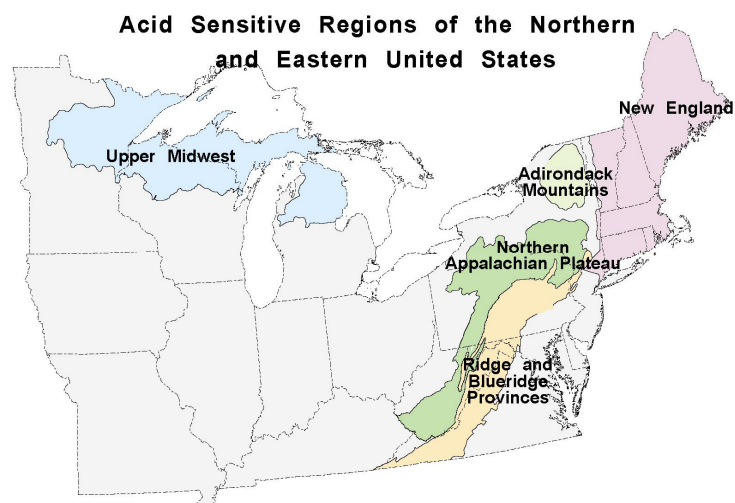 Acid Sensitive Regions of the Northern
and Eastern United States
New England
Upper Midwest
Adirondack
Mountains
Northern
Appalachian Plateau
Ridge and
Blueridge
Provinces